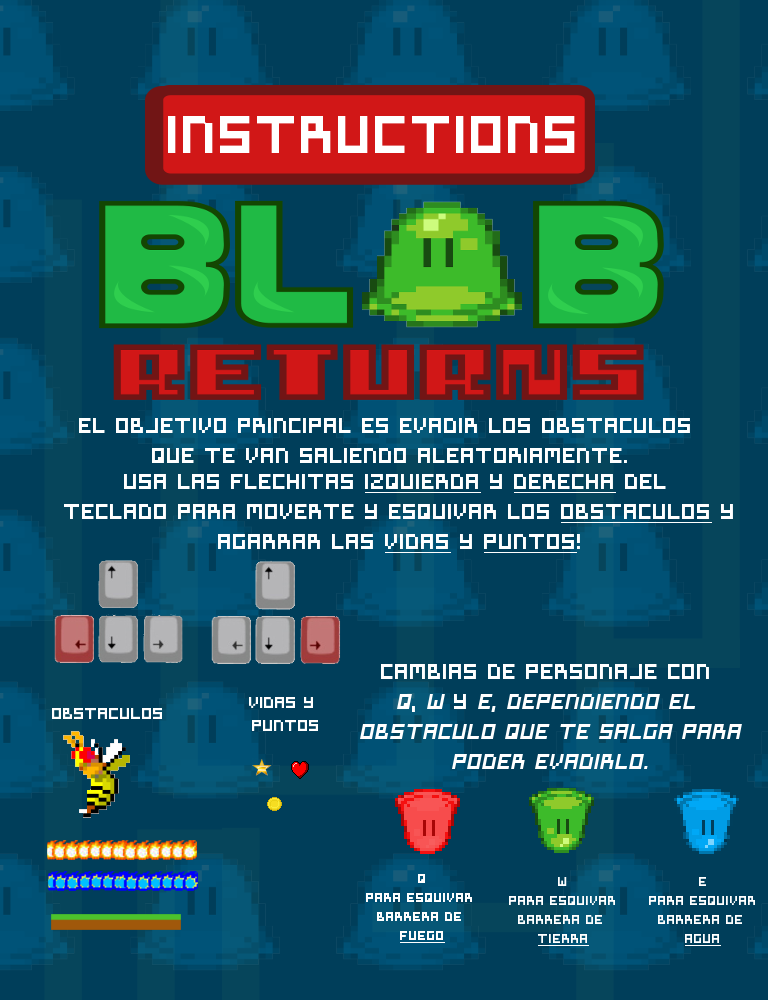 INSTRUCTIONS
BLOB
RETURNS
EL OBJETIVO PRINCIPAL ES EVADIR LOS OBSTACULOS
QUE TE VAN SALIENDO ALEATORIAMENTE.
USA LAS FLECHITAS IZQUIERDA Y DERECHA DEL
TECLADO PARA MOVERTE Y ESQUIVAR LOS OBSTACULOS Y
AGARRAR LAS VIDAS Y PUNTOS!
CAMBIAS DE PERSONAJE CON
Q, W Y E, DEPENDIENDO EL
OBSTACULO QUE TE SALGA PARA
PODER EVADIRLO.
OBSTACULOS
VIDAS Y
PUNTOS
Q
PARA ESQUIVAR
BARRERA DE
FUEGO
W
PARA ESQUIVAR
BARRERA DE
TIERRA
E
PARA ESQUIVAR
BARRERA DE
AGUA